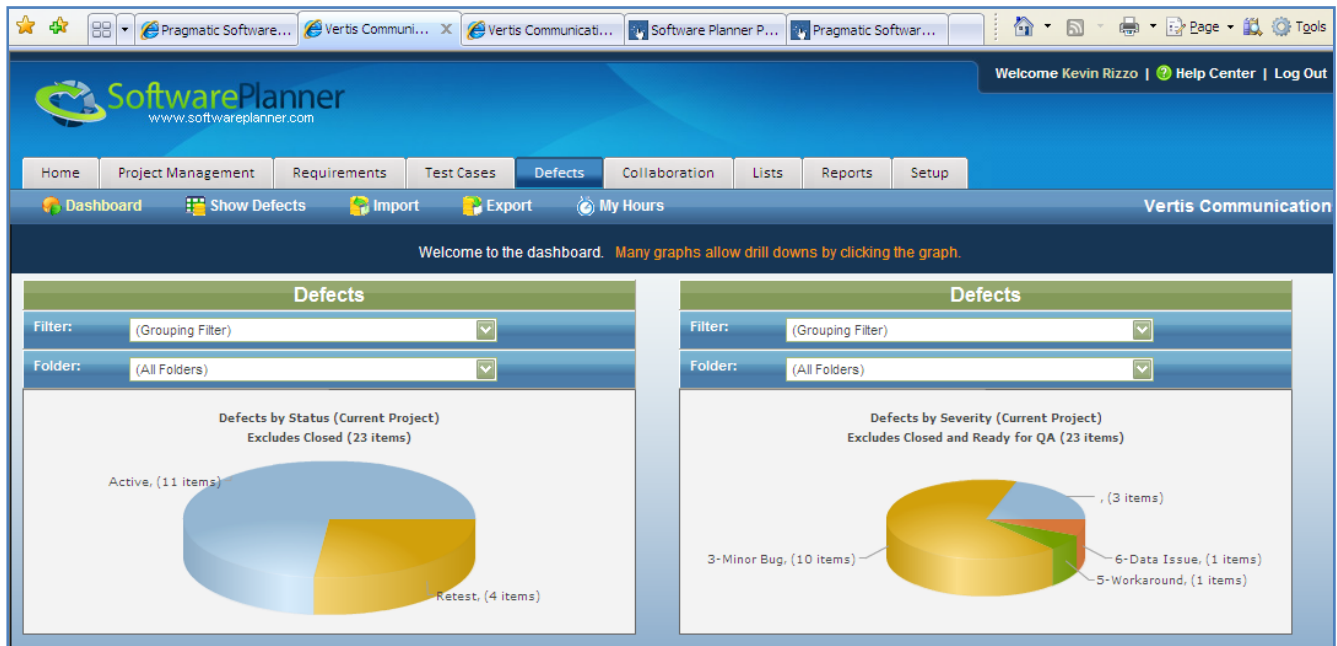 Pragmatic Software...
Vertis Communi... X
Vertis Communicati...
Software Planner P...
Pragmatic Softwar...
Page
Tools
Welcome Kevin Rizzo | ? Help Center | Log Out
SoftwarePlanner
www.softwareplanner.com
Home
Project Management
Requirements
Test Cases
Defects
Collaboration
Lists
Reports
Setup
Dashboard
Show Defects
Import
Export
My Hours
Vertis Communication
Welcome to the dashboard. Many graphs allow drill downs by clicking the graph.
Defects
Filter: (Grouping Filter)
Folder: (All Folders)
Defects by Status (Current Project)
Excludes Closed (23 items)
Active, (11 items)
Retest, (4 items)
Defects
Filter: (Grouping Filter)
Folder: (All Folders)
Defects by Severity (Current Project)
Excludes Closed and Ready for QA (23 items)
, (3 items)
3-Minor Bug, (10 items)
6-Data Issue, (1 items)
5-Workaround, (1 items)